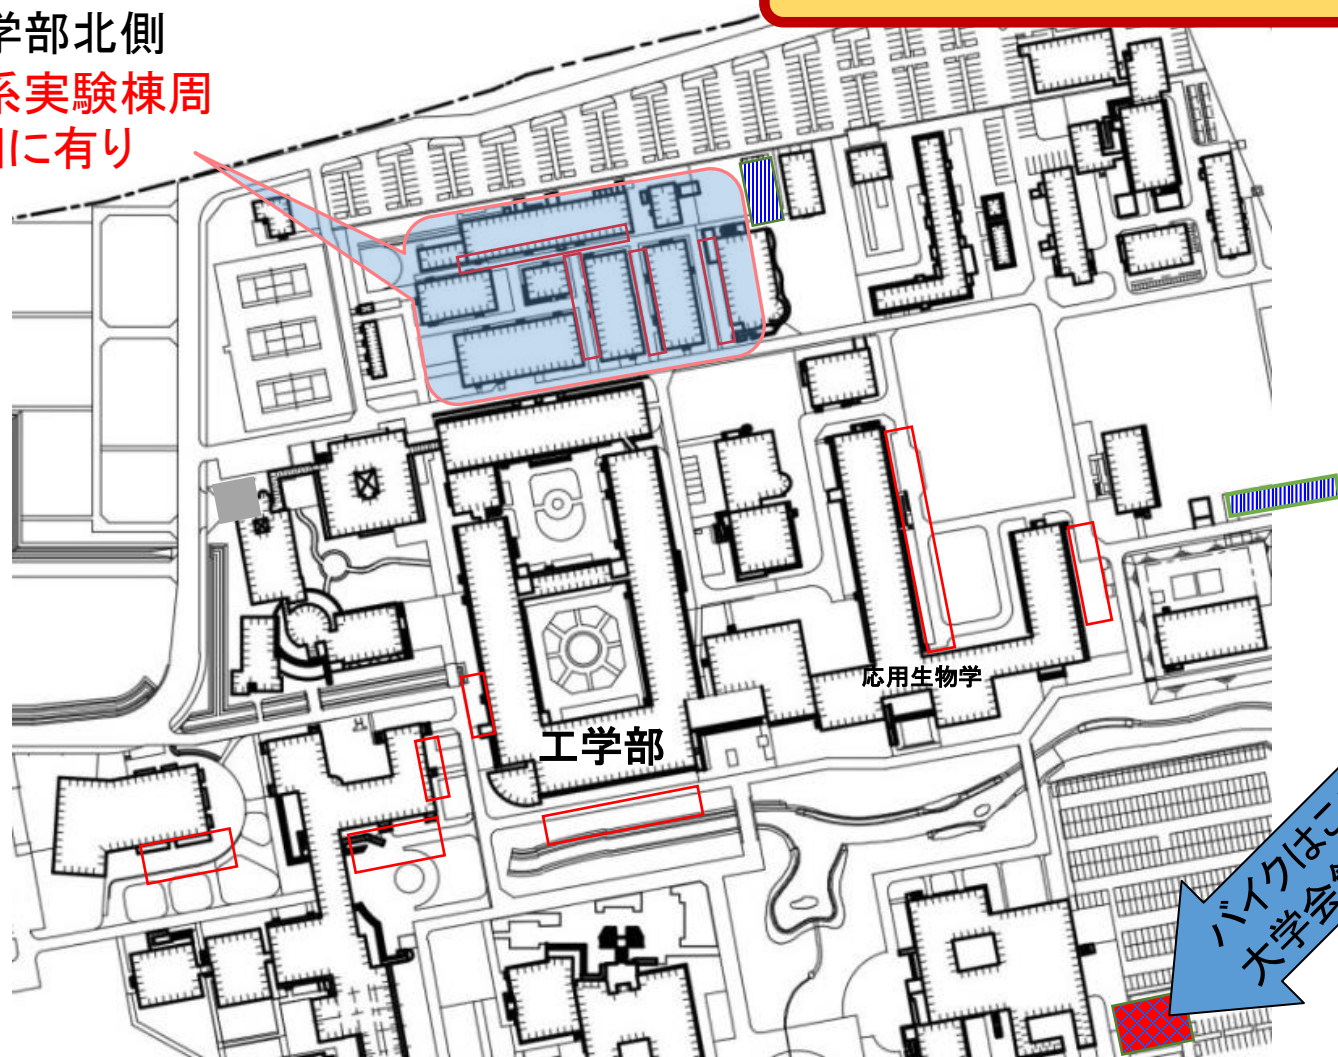 学部北側
系実験棟周
に有り
応用生物学
工学部
バイクはこ
大学会